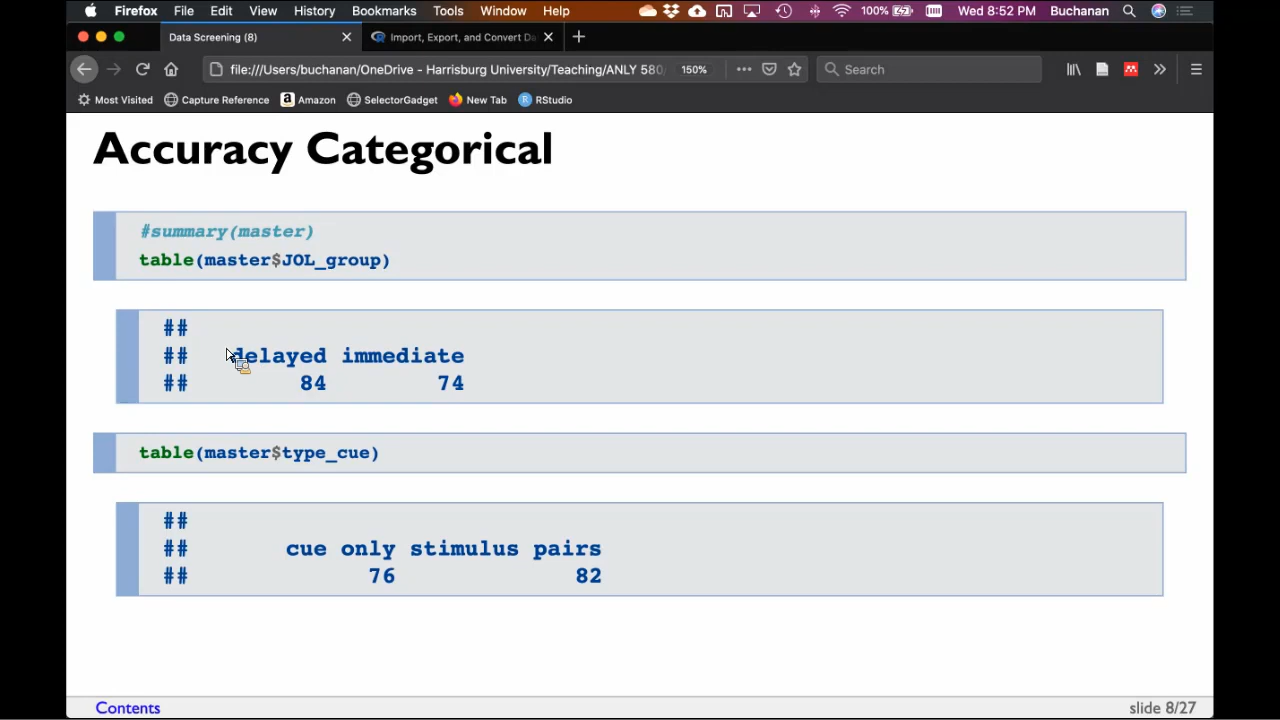 Firefox File Edit View History Bookmarks Tools Window Help 100% Wed 8:52 PM Buchanan
Data Screening (8) Import, Export, and Convert Da
file:///Users/buchanan/OneDrive - Harrisburg University/Teaching/ANLY 580/ 150% Search
Most Visited Capture Reference Amazon SelectorGadget New Tab RStudio
Accuracy Categorical
#summary(master)
table(master$JOL_group)
##
## delayed immediate
## 84 74
table(master$type_cue)
##
## cue only stimulus pairs
## 76 82
Contents slide 8/27